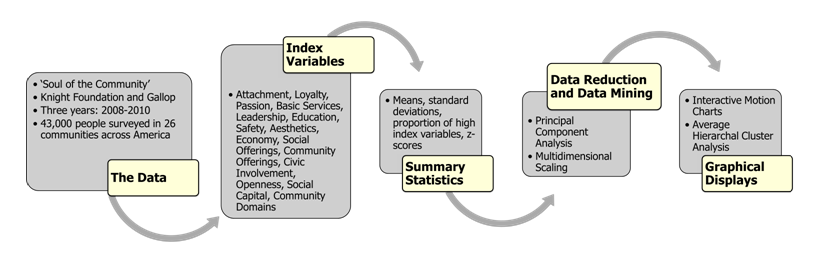 • 'Soul of the Community'
• Knight Foundation and Gallop
• Three years: 2008-2010
• 43,000 people surveyed in 26
communities across America
The Data
Index
Variables
• Attachment, Loyalty,
Passion, Basic Services,
Leadership, Education,
Safety, Aesthetics,
Economy, Social
Offerings, Community
Offerings, Civic
Involvement,
Openness, Social
Capital, Community
Domains
• Means, standard
deviations,
proportion of high
index variables, z-
scores
Summary
Statistics
Data Reduction
and Data Mining
• Principal
Component
Analysis
• Multidimensional
Scaling
• Interactive Motion
Charts
• Average
Hierarchal Cluster
Analysis
Graphical
Displays